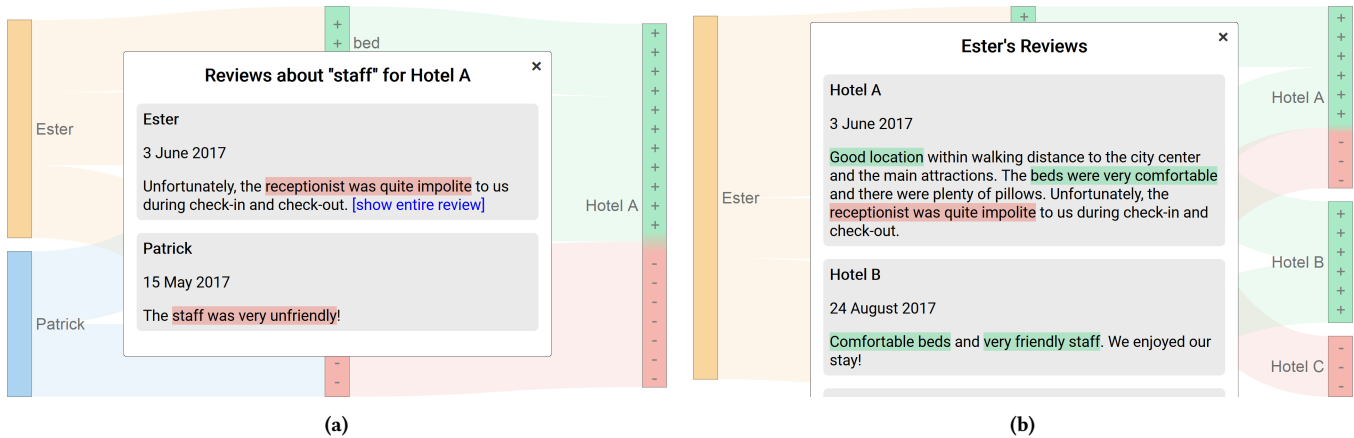 Ester
Patrick
+
+
bed
-
-
Hotel A
+
+
+
+
+
+
+
+
+
+
+
-
-
-
-
-
-
-
×
Reviews about "staff" for Hotel A
Ester
3 June 2017
Unfortunately, the receptionist was quite impolite to us
during check-in and check-out. [show entire review]
Patrick
15 May 2017
The staff was very unfriendly!
(a)
Ester
+
Hotel A
+
+
+
+
+
-
-
-
Hotel B
+
+
+
+
+
+
Hotel C
-
-
-
×
Ester's Reviews
Hotel A
3 June 2017
Good location within walking distance to the city center
and the main attractions. The beds were very comfortable
and there were plenty of pillows. Unfortunately, the
receptionist was quite impolite to us during check-in and
check-out.
Hotel B
24 August 2017
Comfortable beds and very friendly staff. We enjoyed our
stay!
(b)